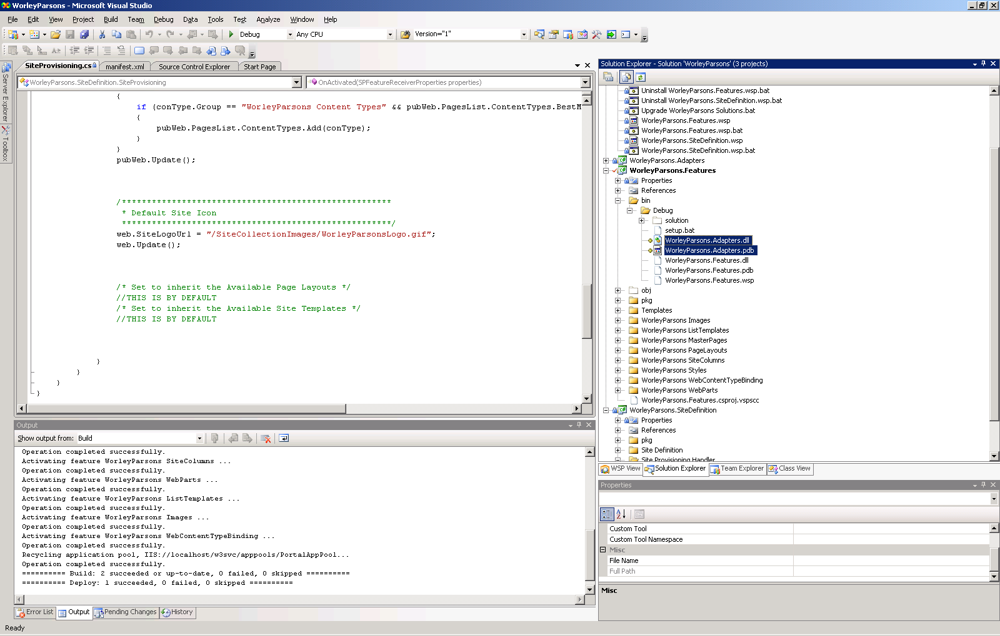 WorleyParsons - Microsoft Visual Studio
File Edit View Project Build Team Debug Data Tools Test Analyze Window Help
Debug Any CPU Version="1"
SiteProvisioning.cs manifest.xml Source Control Explorer Start Page
WorleyParsons.SiteDefinition.SiteProvisioning OnActivated(SPFeatureReceiverProperties properties)
Server Explorer
Toolbox
{
if (conType.Group == "WorleyParsons Content Types" && pubWeb.PagesList.ContentTypes.BestM
{
pubWeb.PagesList.ContentTypes.Add(conType);
}
}
pubWeb.Update();
/******************************************************
* Default Site Icon
******************************************************/
web.SiteLogoUrl = "/SiteCollectionImages/WorleyParsonsLogo.gif";
web.Update();
/* Set to inherit the Available Page Layouts */
//THIS IS BY DEFAULT
/* Set to inherit the Available Site Templates */
//THIS IS BY DEFAULT
}
}
}
}
Output
Show output from: Build
Operation completed successfully.
Activating feature WorleyParsons SiteColumns ...
Operation completed successfully.
Activating feature WorleyParsons WebParts ...
Operation completed successfully.
Activating feature WorleyParsons ListTemplates ...
Operation completed successfully.
Activating feature WorleyParsons Images ...
Operation completed successfully.
Activating feature WorleyParsons WebContentTypeBinding ...
Operation completed successfully.
Recycling application pool, IIS://localhost/w3svc/apppools/PortalAppPool...
Operation completed successfully.
========== Build: 2 succeeded or up-to-date, 0 failed, 0 skipped ==========
========== Deploy: 1 succeeded, 0 failed, 0 skipped ==========
Error List Output Pending Changes History
Ready
Solution Explorer - Solution 'WorleyParsons' (3 projects)
Uninstall WorleyParsons.Features.wsp.bat
Uninstall WorleyParsons.SiteDefinition.wsp.bat
Upgrade WorleyParsons Solutions.bat
WorleyParsons.Features.wsp
WorleyParsons.Features.wsp.bat
WorleyParsons.SiteDefinition.wsp
WorleyParsons.SiteDefinition.wsp.bat
WorleyParsons.Adapters
WorleyParsons.Features
Properties
References
bin
Debug
solution
setup.bat
WorleyParsons.Adapters.dll
WorleyParsons.Adapters.pdb
WorleyParsons.Features.dll
WorleyParsons.Features.pdb
WorleyParsons.Features.wsp
obj
pkg
Templates
WorleyParsons Images
WorleyParsons ListTemplates
WorleyParsons MasterPages
WorleyParsons PageLayouts
WorleyParsons SiteColumns
WorleyParsons Styles
WorleyParsons WebContentTypeBinding
WorleyParsons WebParts
WorleyParsons.Features.csproj.vspscc
WorleyParsons.SiteDefinition
Properties
References
pkg
Site Definition
Site Provisioning Handler
WSP View Solution Explorer Team Explorer Class View
Properties
Custom Tool
Custom Tool Namespace
Misc
File Name
Full Path
Misc